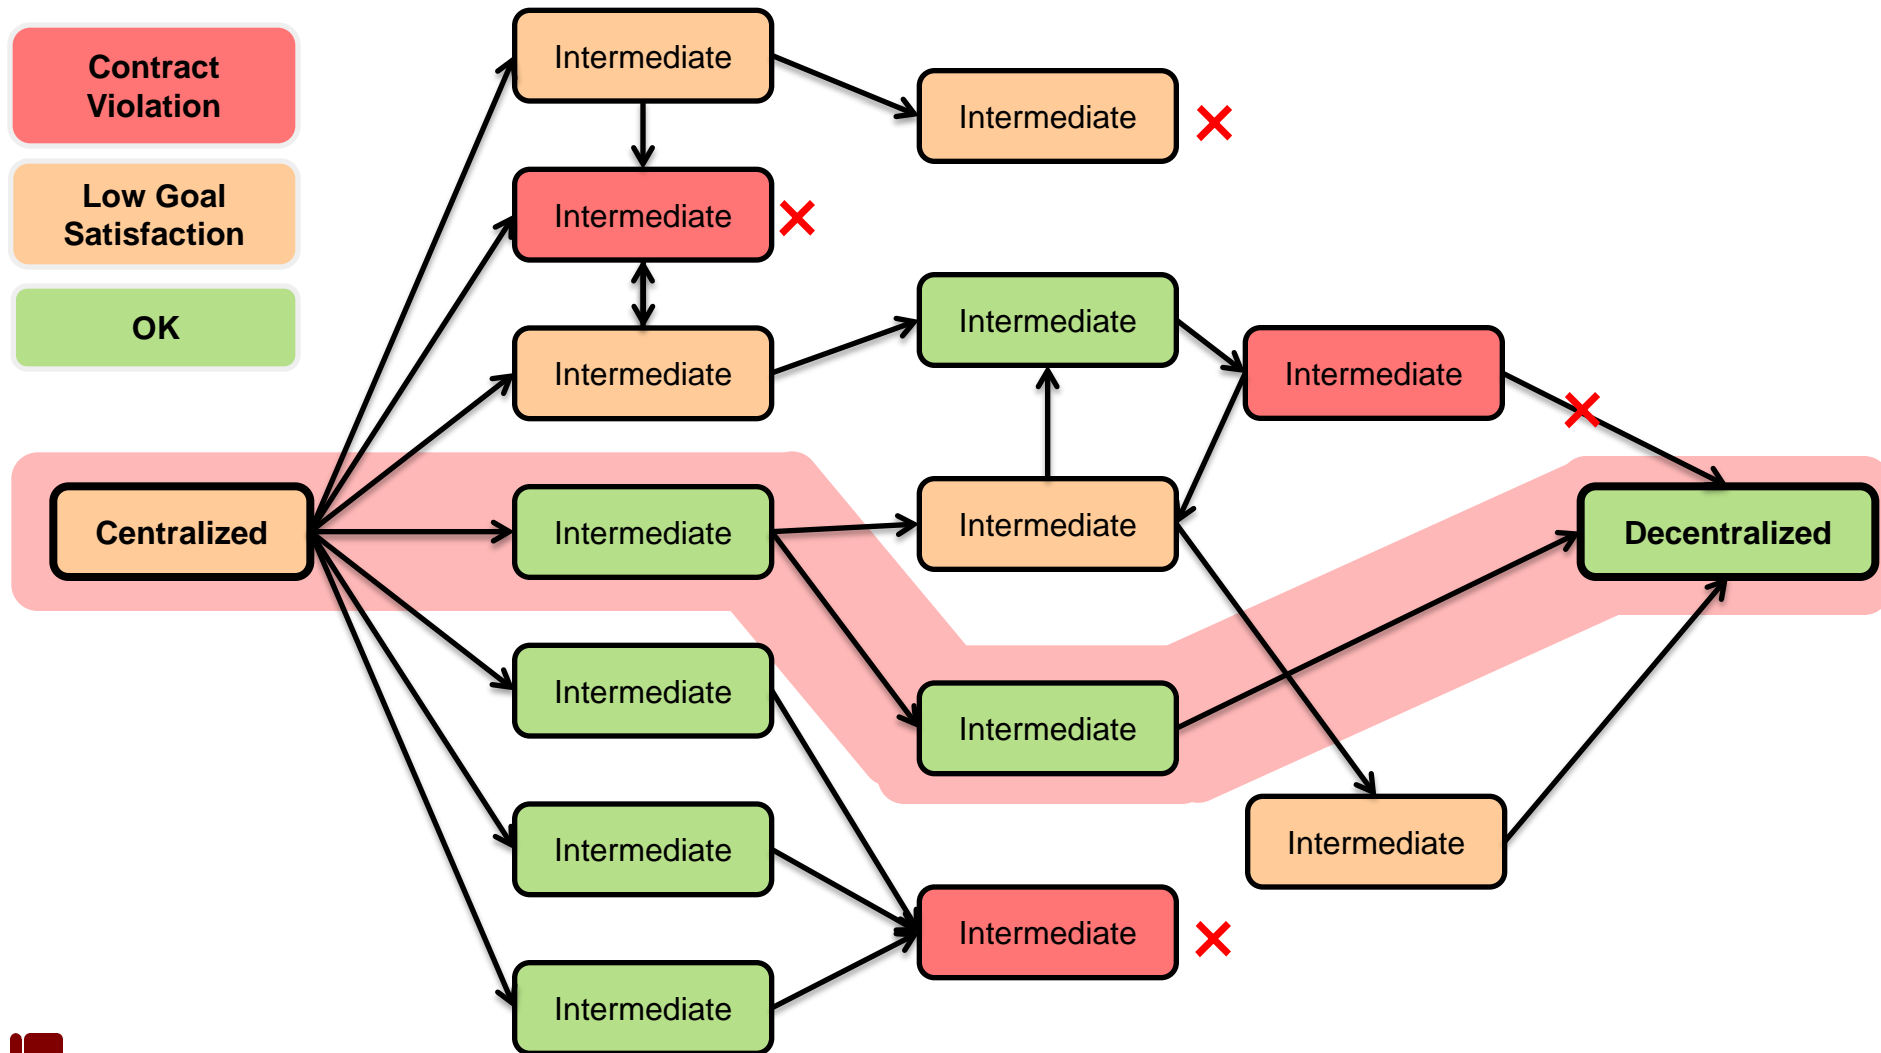 Contract
Violation
Low Goal
Satisfaction
OK
Intermediate
Intermediate
Intermediate
Intermediate
Intermediate
Intermediate
Intermediate
Centralized
Intermediate
Intermediate
Decentralized
Intermediate
Intermediate
Intermediate
Intermediate
Intermediate
Intermediate